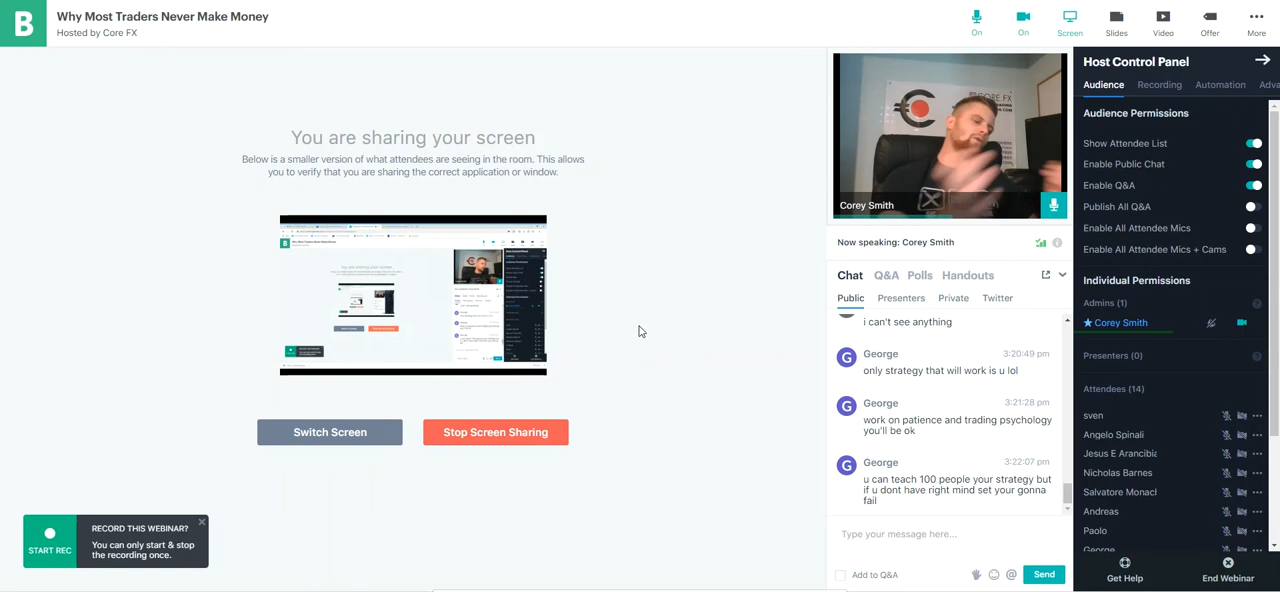 B
Why Most Traders Never Make Money
Hosted by Core FX
On
On
Screen
Slides
Video
Offer
More
You are sharing your screen
Below is a smaller version of what attendees are seeing in the room. This allows
you to verify that you are sharing the correct application or window.
Switch Screen
Stop Screen Sharing
START REC
RECORD THIS WEBINAR?
You can only start & stop
the recording once.
CORE FX
Corey Smith
Now speaking: Corey Smith
Chat
Q&A
Polls
Handouts
Public
Presenters
Private
Twitter
i can't see anything
G
George
3:20:49 pm
only strategy that will work is u lol
G
George
3:21:28 pm
work on patience and trading psychology
you'll be ok
G
George
3:22:07 pm
u can teach 100 people your strategy but
if u dont have right mind set your gonna
fail
Type your message here...
Add to Q&A
@
Send
Host Control Panel
Audience
Recording
Automation
Adva
Audience Permissions
Show Attendee List
Enable Public Chat
Enable Q&A
Publish All Q&A
Enable All Attendee Mics
Enable All Attendee Mics + Cams
Individual Permissions
Admins (1)
Corey Smith
Presenters (0)
Attendees (14)
sven
Angelo Spinali
Jesus E Arancibia
Nicholas Barnes
Salvatore Monacl
Andreas
Paolo
George
Get Help
End Webinar